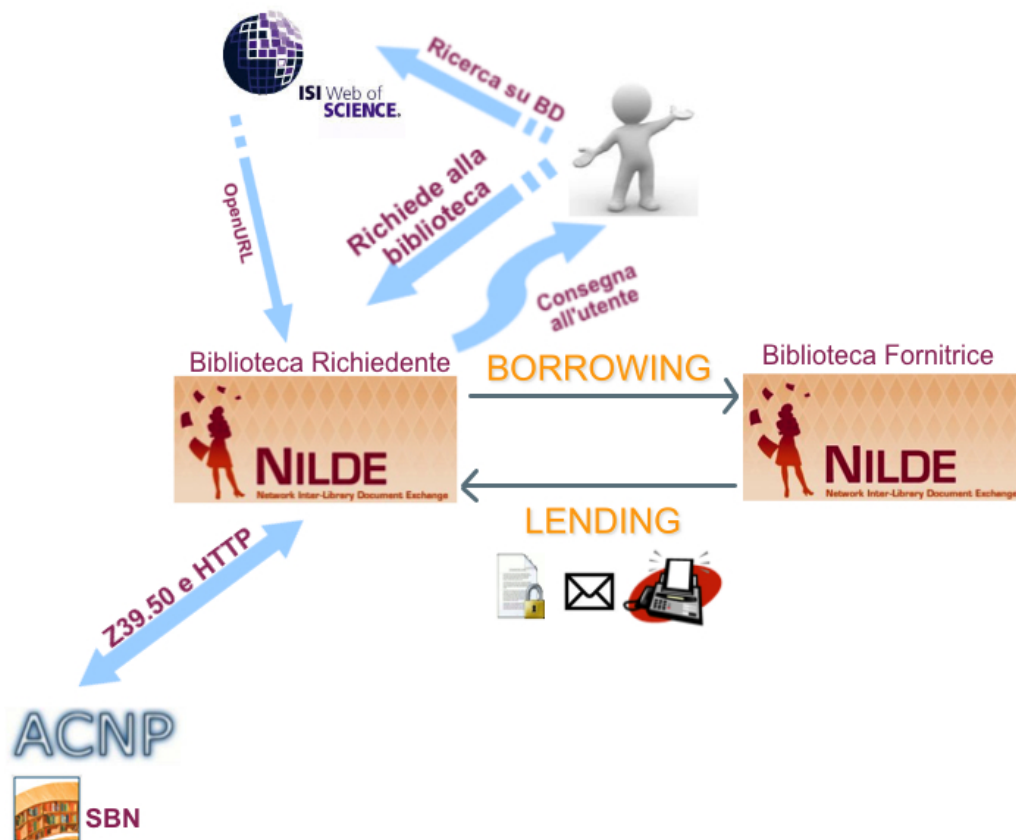 ISI Web of
SCIENCE.
Ricerca su BD
OpenURL
Richiede alla
biblioteca
Consegna
all'utente
Biblioteca Richiedente
BORROWING
Biblioteca Fornitrice
NILDE
Network Inter-Library Document Exchange
NILDE
Network Inter-Library Document Exchange
LENDING
Z39.50 e HTTP
ACNP
SBN